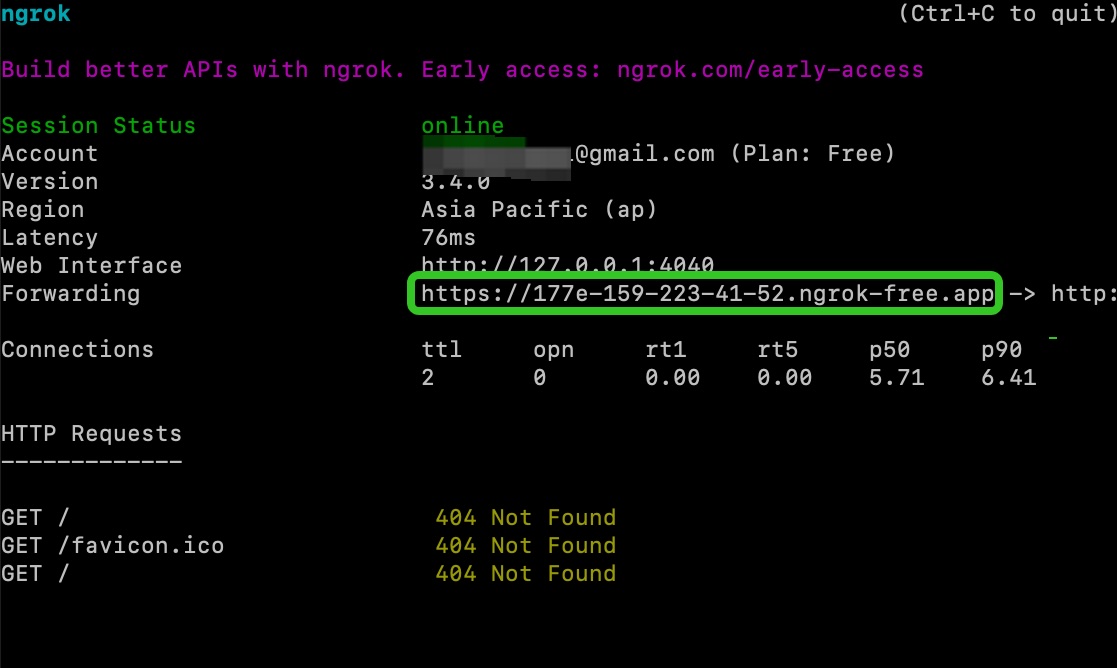 ngrok (Ctrl+C to quit)
Build better APIs with ngrok. Early access: ngrok.com/early-access
Session Status online
Account @gmail.com (Plan: Free)
Version 3.4.0
Region Asia Pacific (ap)
Latency 76ms
Web Interface http://127.0.0.1:4040
Forwarding https://177e-159-223-41-52.ngrok-free.app -> http:
Connections ttl opn rt1 rt5 p50 p90
2 0 0.00 0.00 5.71 6.41
HTTP Requests
-------------
GET / 404 Not Found
GET /favicon.ico 404 Not Found
GET / 404 Not Found